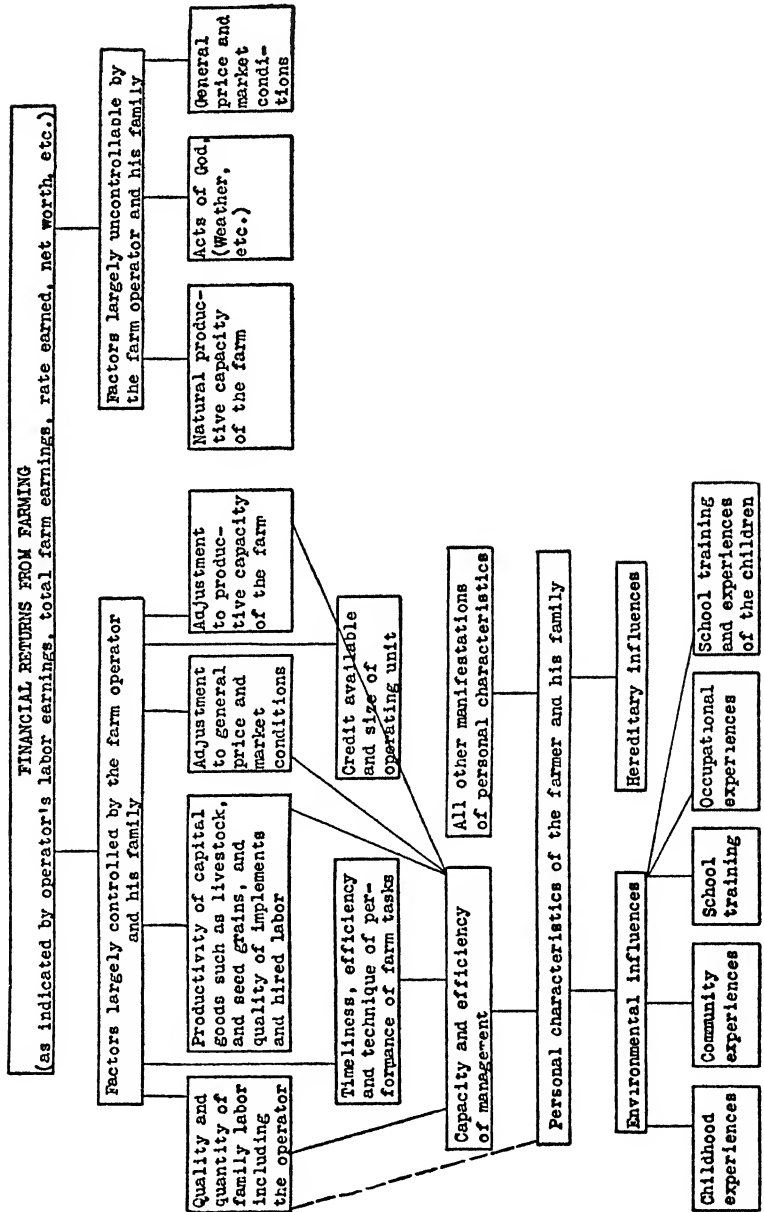 FINANCIAL RETURNS FROM FARMING
(as indicated by operator's labor earnings, total farm earnings, rate earned, net worth, etc.)
Factors largely controlled by the farm operator
and his family
Factors largely uncontrollable by
the farm operator and his family
Quality and
quantity of
family labor
including
the operator
Productivity of capital
goods such as livestock,
and seed grains, and
quality of implements
and hired labor
Adjustment
to general
price and
market
conditions
Adjustment
to produc-
tive capacity
of the farm
Natural produc-
tive capacity
of the farm
Acts of God,
(Weather,
etc.)
General
price and
market
condi-
tions
Timeliness, efficiency
and technique of per-
formance of farm tasks
Credit available
and size of
operating unit
Capacity and efficiency
of management
All other manifestations
of personal characteristics
Personal characteristics of the farmer and his family
Environmental influences
Hereditary influences
Childhood
experiences
Community
experiences
School
training
Occupational
experiences
School training
and experiences
of the children